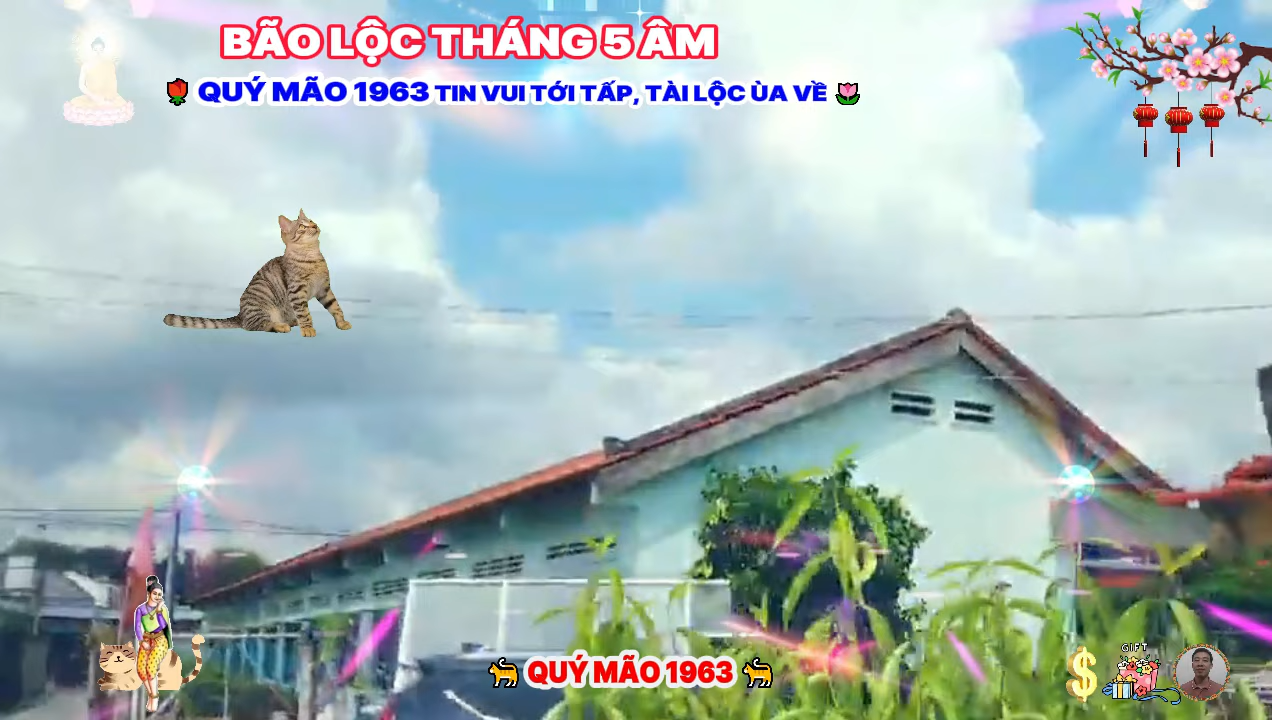 BÃO LỘC THÁNG 5 ÂM
QUÝ MÃO 1963 TIN VUI TỚI TẤP, TÀI LỘC ÙA VỀ
GIFT
$
QUÝ MÃO 1963